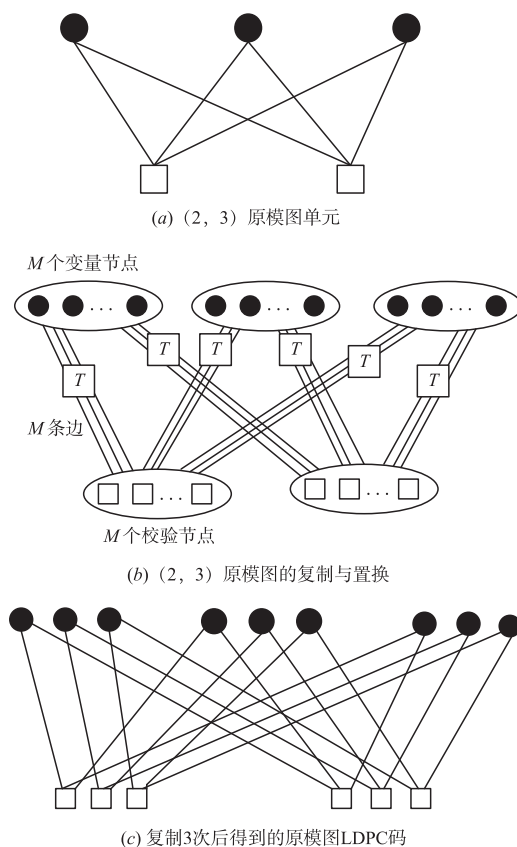 (a)（2，3）原模图单元
M个变量节点
...
...
...
T
T
T
T
T
T
M条边
...
...
M个校验节点
(b)（2，3）原模图的复制与置换
(c) 复制3次后得到的原模图LDPC码